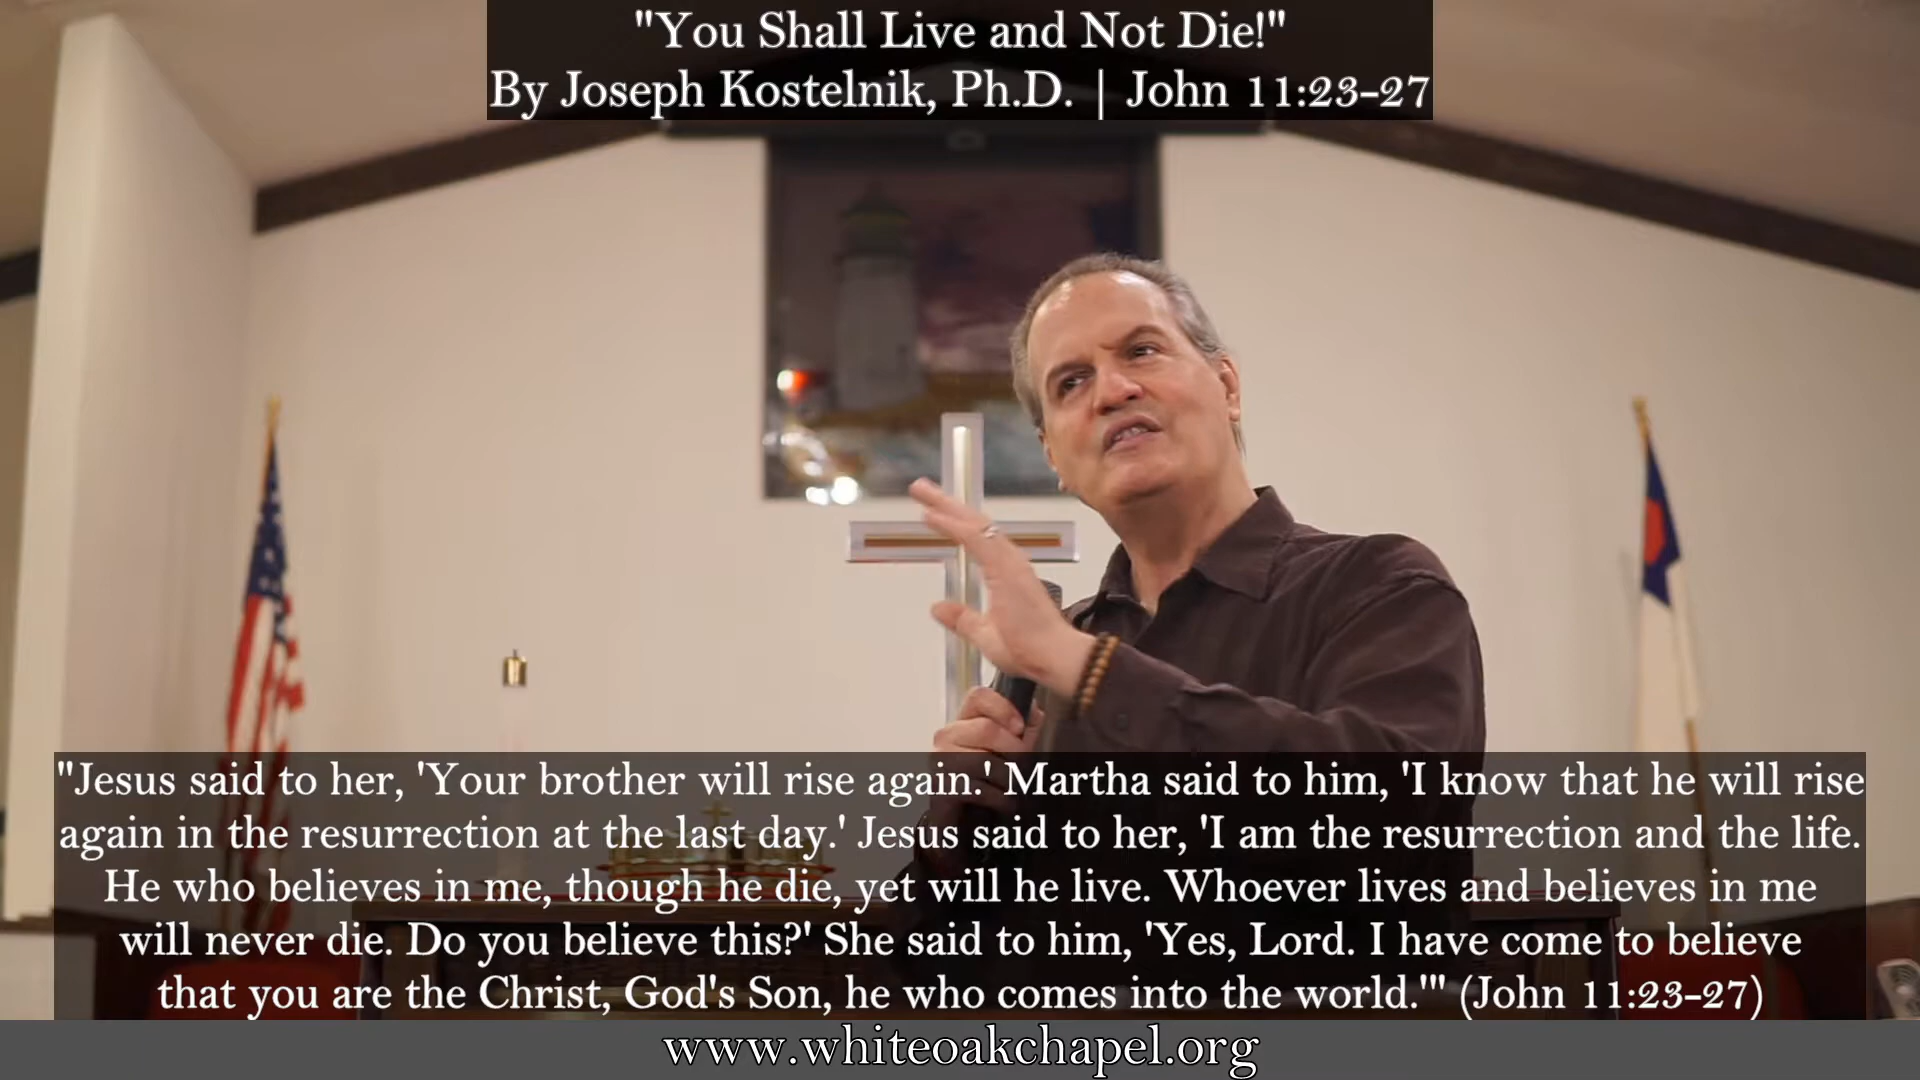 "You Shall Live and Not Die!"
By Joseph Kostelnik, Ph.D. | John 11:23-27
"Jesus said to her, 'Your brother will rise again.' Martha said to him, 'I know that he will rise
again in the resurrection at the last day.' Jesus said to her, 'I am the resurrection and the life.
He who believes in me, though he die, yet will he live. Whoever lives and believes in me
will never die. Do you believe this?' She said to him, 'Yes, Lord. I have come to believe
that you are the Christ, God's Son, he who comes into the world.'" (John 11:23-27)
www.whiteoakchapel.org